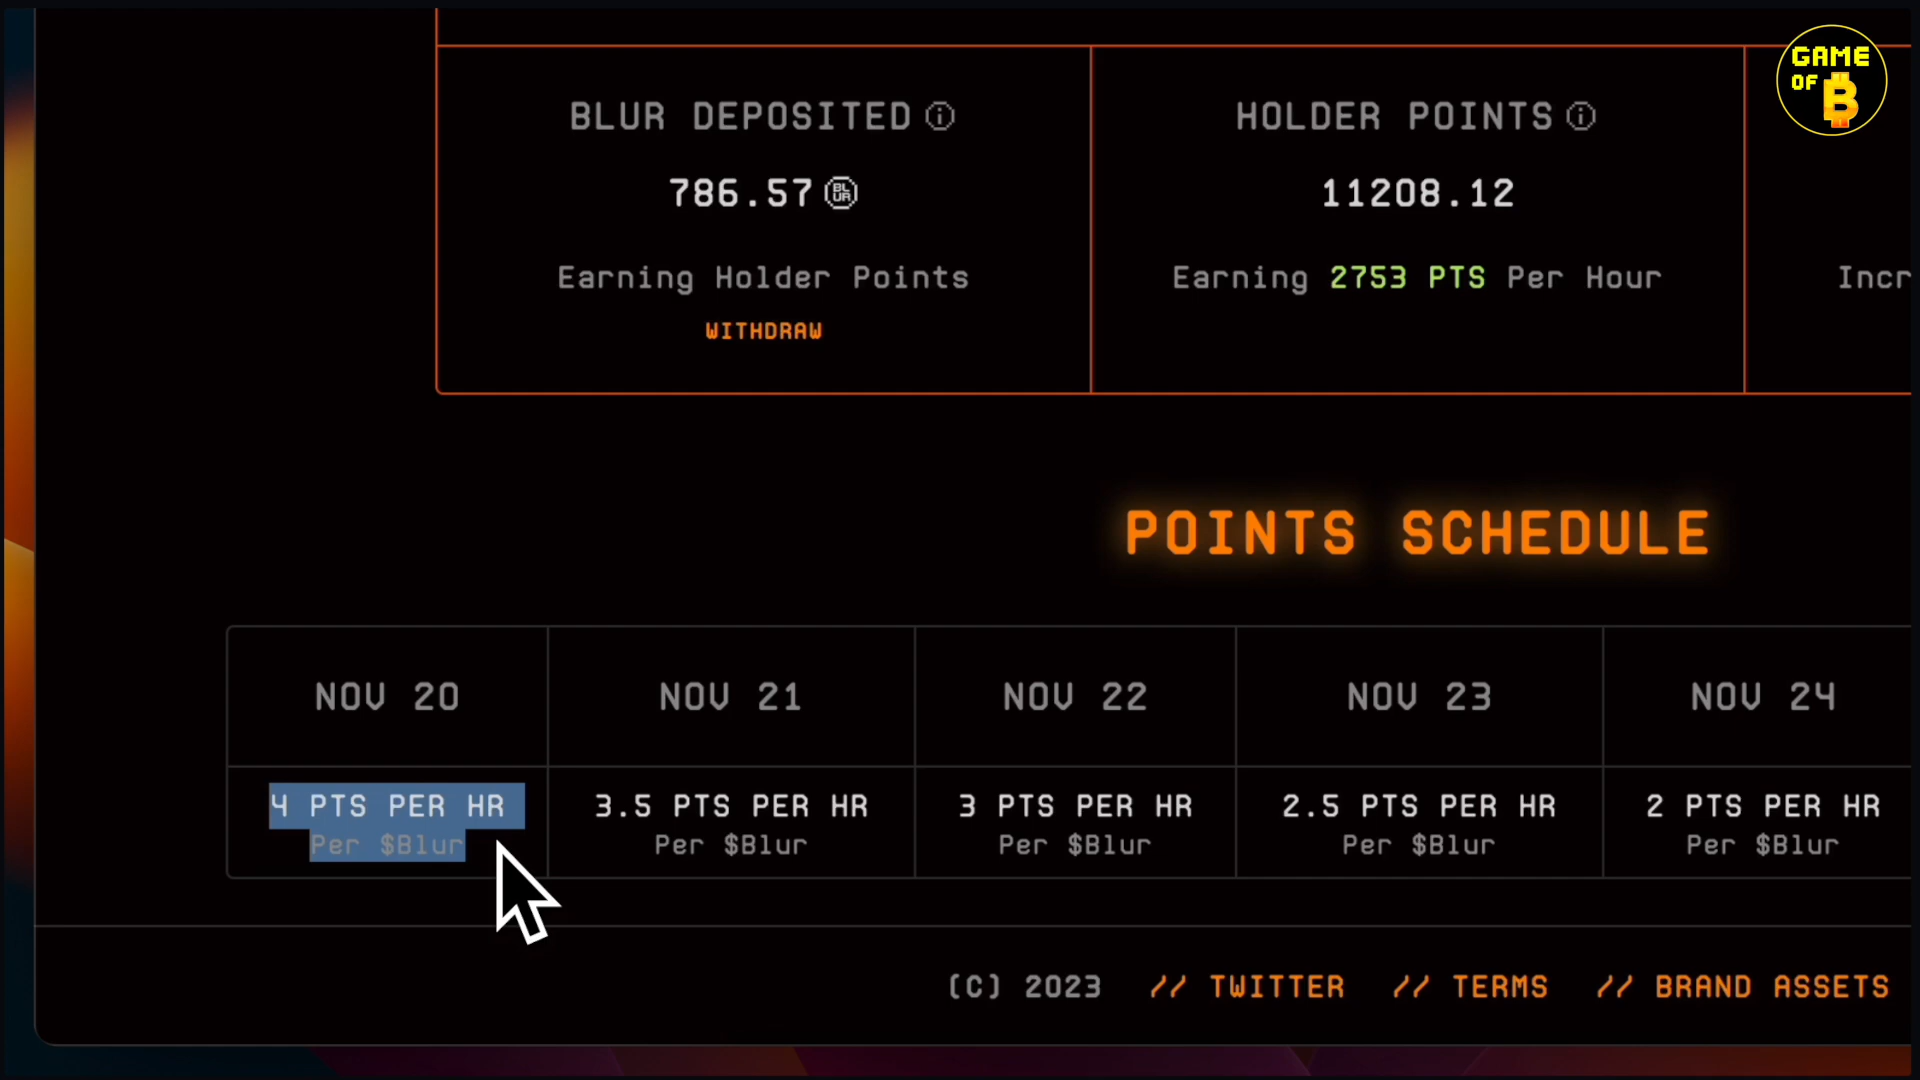 GAME
OF B
BLUR DEPOSITED
HOLDER POINTS
786.57 BLUR
11208.12
Earning Holder Points
Earning 2753 PTS Per Hour
Incr
WITHDRAW
POINTS SCHEDULE
NOV 20 NOV 21 NOV 22 NOV 23 NOV 24
4 PTS PER HR 3.5 PTS PER HR 3 PTS PER HR 2.5 PTS PER HR 2 PTS PER HR
Per $Blur Per $Blur Per $Blur Per $Blur Per $Blur
(C) 2023 // TWITTER // TERMS // BRAND ASSETS